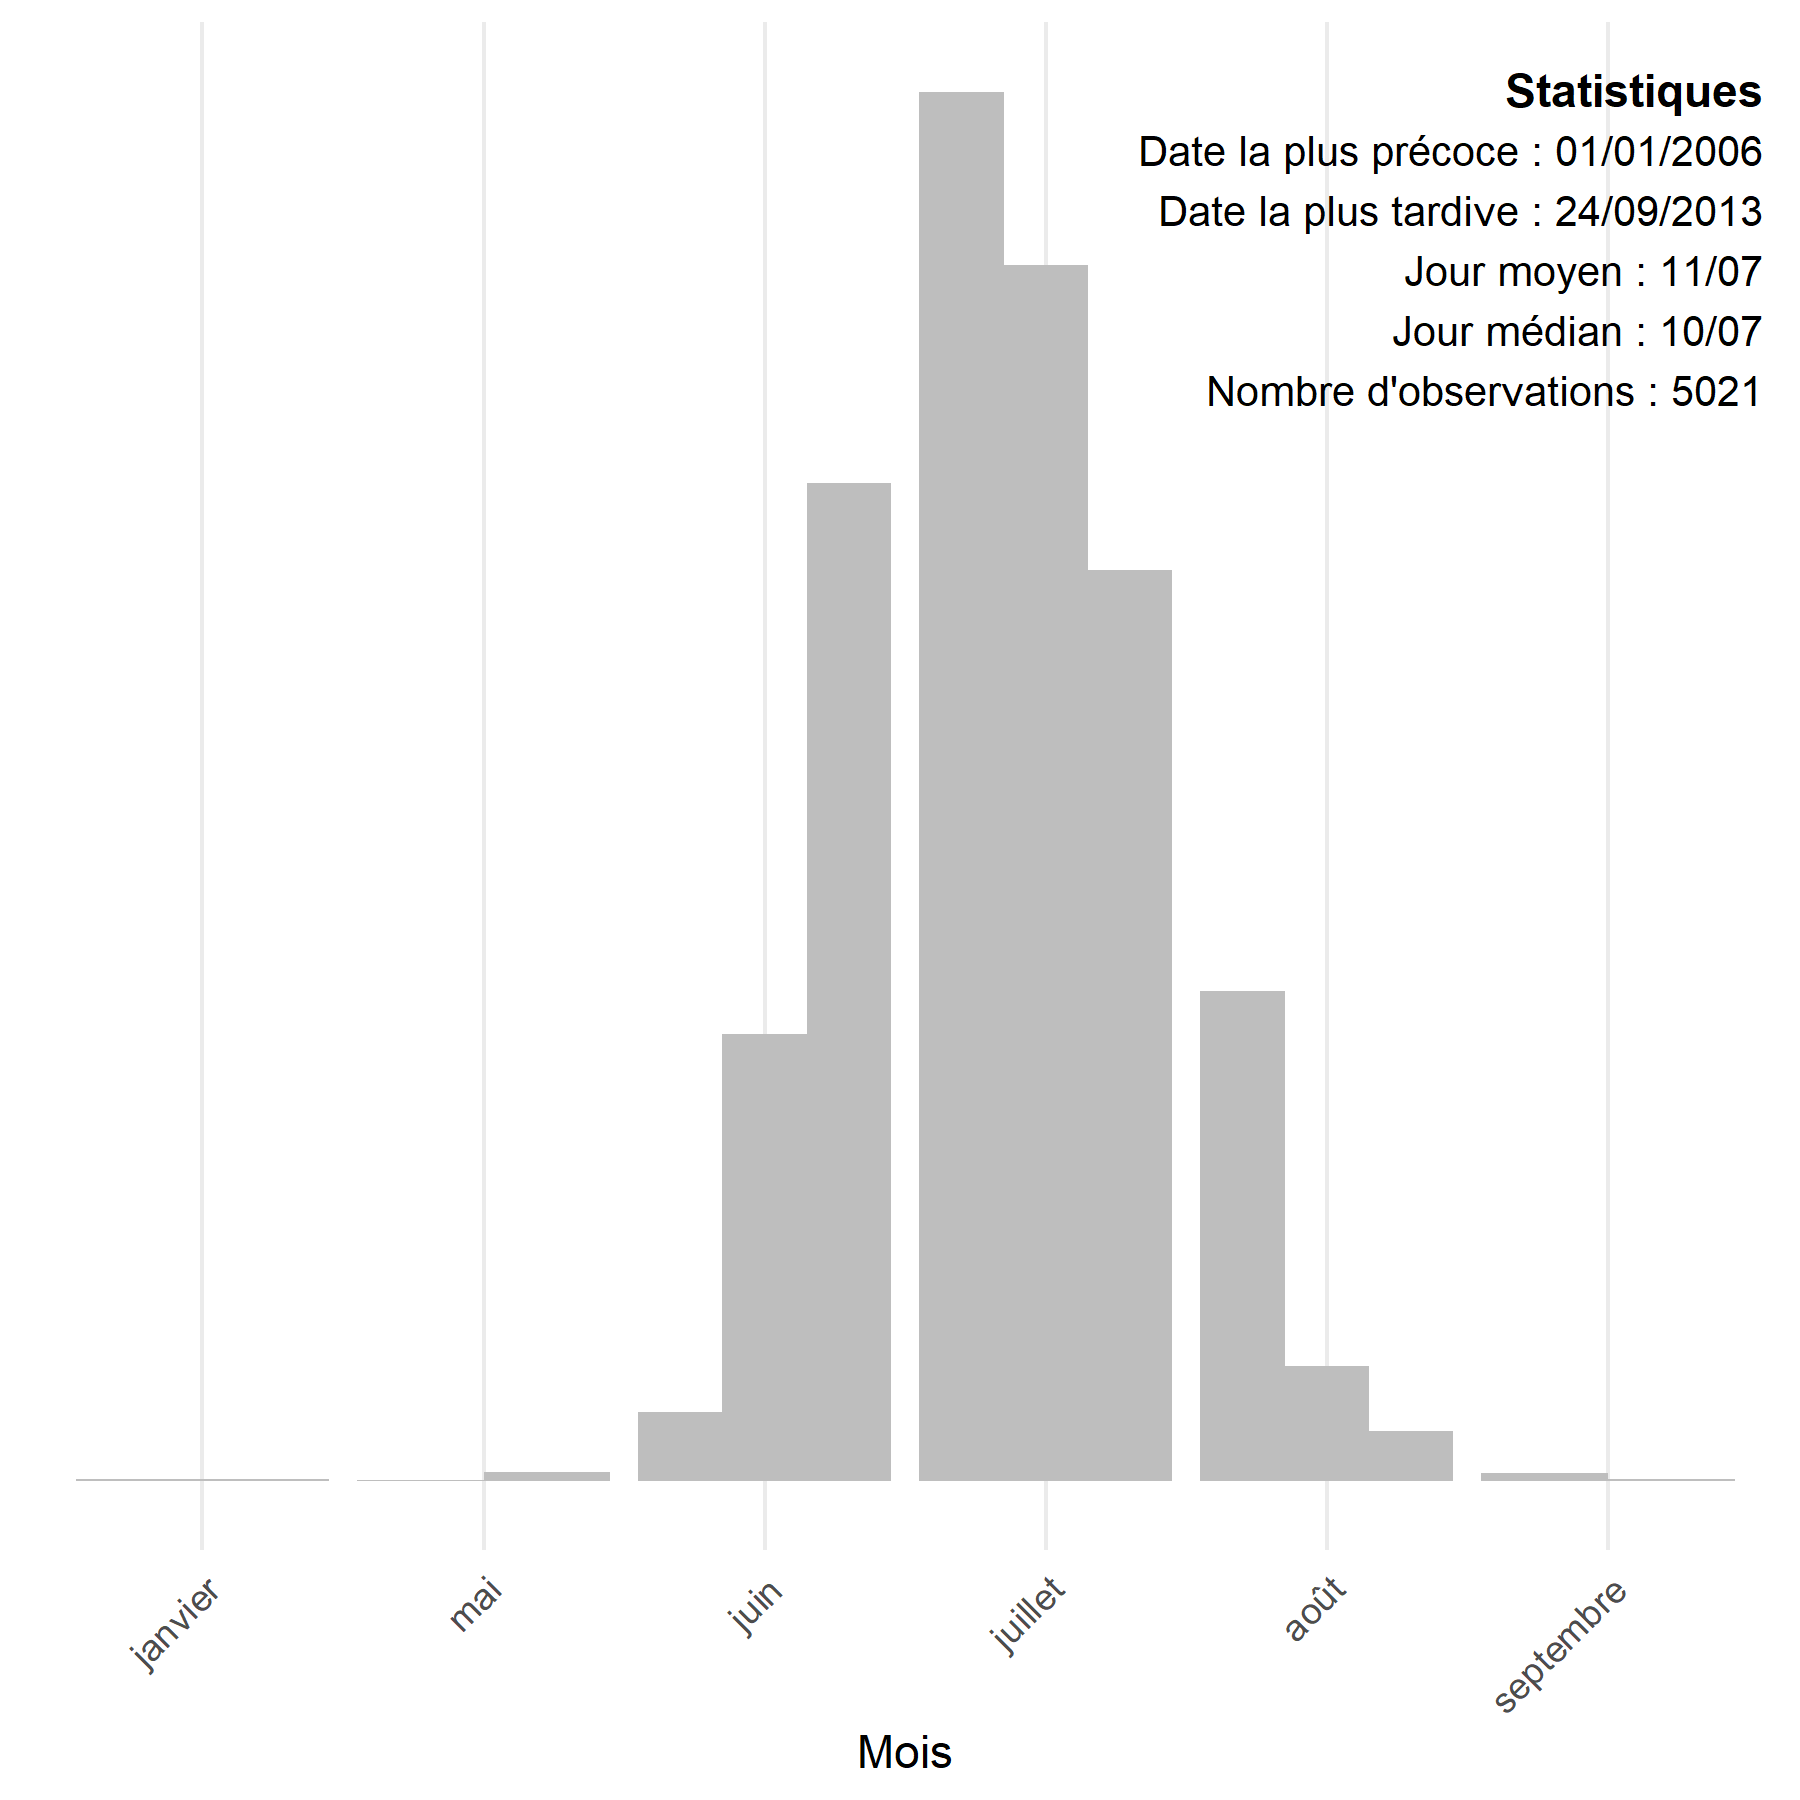 Statistiques
Date la plus précoce : 01/01/2006
Date la plus tardive : 24/09/2013
Jour moyen : 11/07
Jour médian : 10/07
Nombre d'observations : 5021
janvier
mai
juin
juillet
août
septembre
Mois